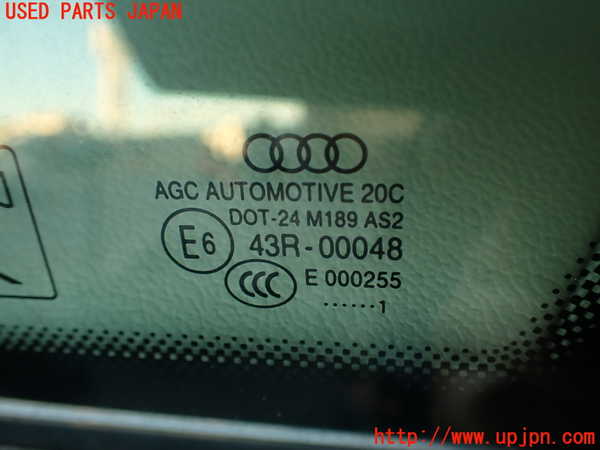 USED PARTS JAPAN
AGC AUTOMOTIVE 20C
DOT-24 M189 AS2
E6 43R-00048
CCC E 000255
······1
http://www.upjpn.com